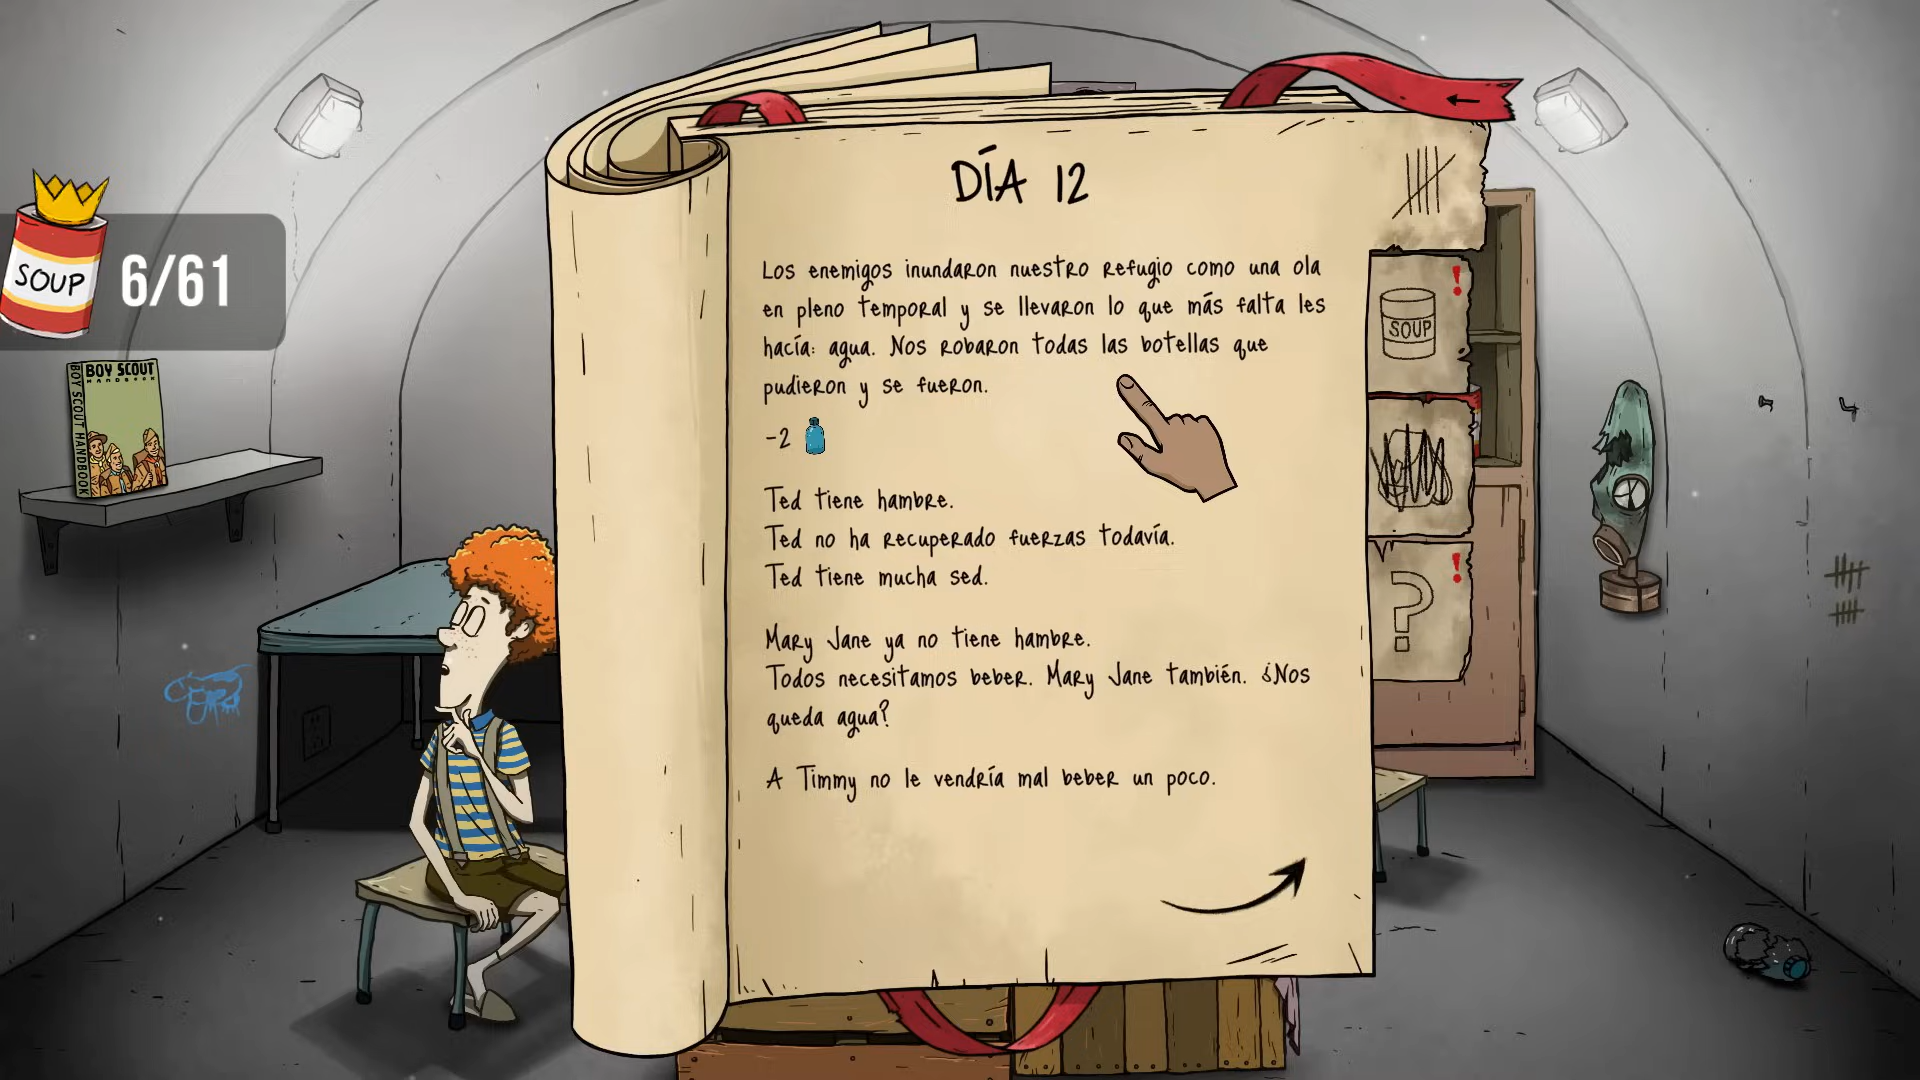 DÍA 12
Los enemigos inundaron nuestro refugio como una ola
en pleno temporal y se llevaron lo que más falta les
hacía: agua. Nos robaron todas las botellas que
pudieron y se fueron.
-2
Ted tiene hambre.
Ted no ha recuperado fuerzas todavía.
Ted tiene mucha sed.
Mary Jane ya no tiene hambre.
Todos necesitamos beber. Mary Jane también. ¿Nos
queda agua?
A Timmy no le vendría mal beber un poco.
SOUP
6/61
BOY SCOUT
HANDBOOK
BOY SCOUT HANDBOOK
!
SOUP
!
?